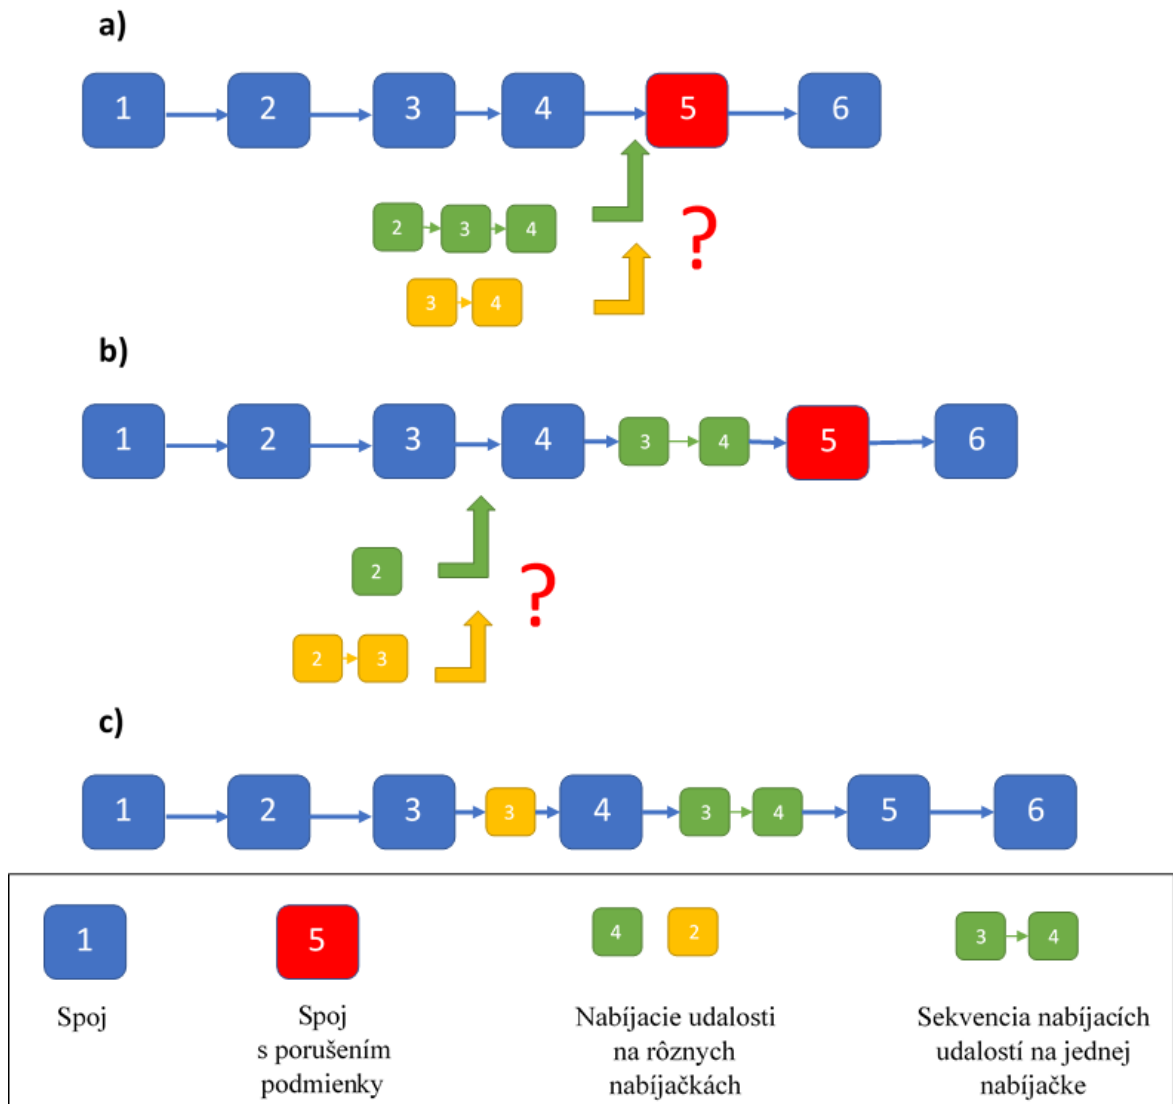 a)
1 2 3 4 5 6
2 3 4
?
3 4
b)
1 2 3 4 3 4 5 6
2
?
2 3
c)
1 2 3 3 4 3 4 5 6
1 5 4 2 3 4
Spoj
Spoj
s porušením
podmienky
Nabíjacie udalosti
na rôznych
nabíjačkách
Sekvencia nabíjacích
udalostí na jednej
nabíjačke